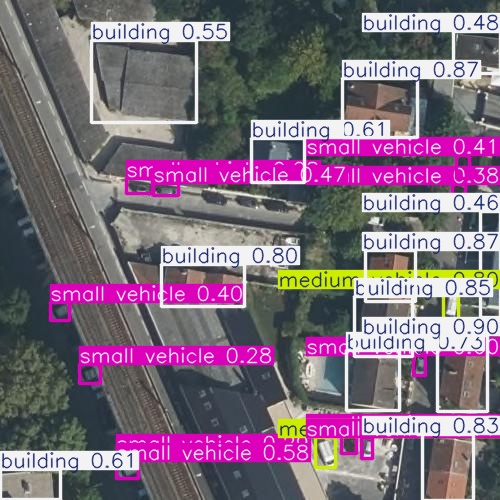 building 0.48
building 0.55
building 0.87
building 0.61
small vehicle 0.41
small vehicle 0.47
vehicle 0.38
building 0.46
building 0.87
building 0.80
medium vehicle 0.80
building 0.85
small vehicle 0.40
building 0.90
building 0.73
small vehicle 0.28
building 0.83
small vehicle 0.58
building 0.61